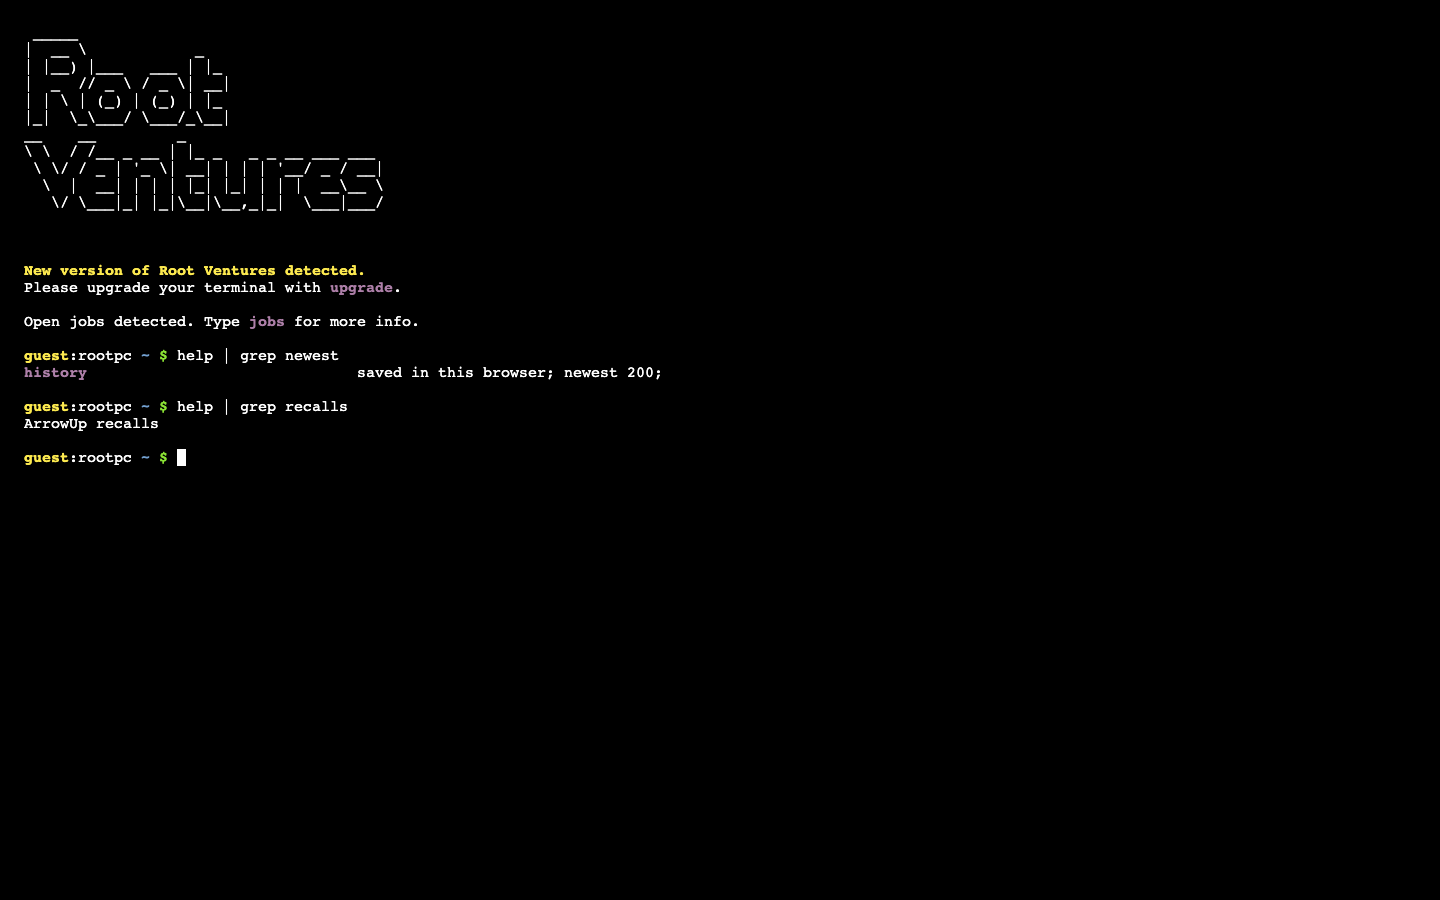 Root
Ventures
New version of Root Ventures detected.
Please upgrade your terminal with upgrade.
Open jobs detected. Type jobs for more info.
guest:rootpc ~ $ help | grep newest
history                              saved in this browser; newest 200;
guest:rootpc ~ $ help | grep recalls
ArrowUp recalls
guest:rootpc ~ $